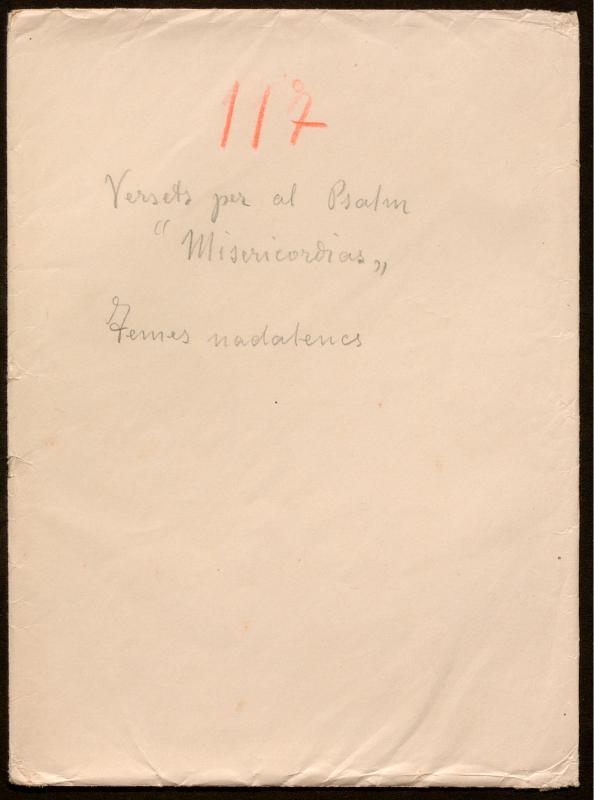 117
Versets per al Psalm
“Misericordias„
Temes nadalencs